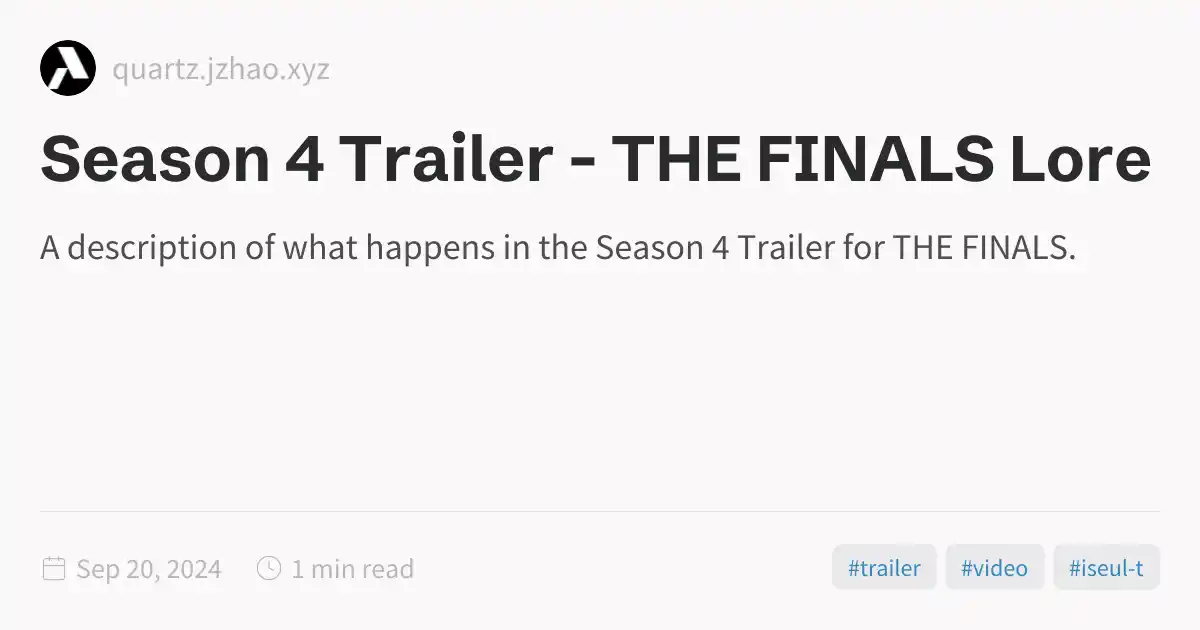 quartz.jzhao.xyz
Season 4 Trailer - THE FINALS Lore
A description of what happens in the Season 4 Trailer for THE FINALS.
Sep 20, 2024 1 min read #trailer #video #iseul-t